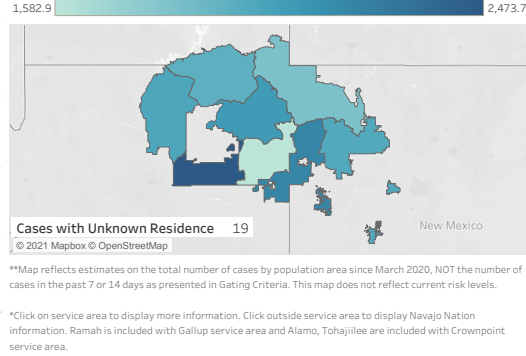 1,582.9 2,473.7
New Mexico
Cases with Unknown Residence 19
© 2021 Mapbox © OpenStreetMap
**Map reflects estimates on the total number of cases by population area since March 2020, NOT the number of
cases in the past 7 or 14 days as presented in Gating Criteria. This map does not reflect current risk levels.
*Click on service area to display more information. Click outside service area to display Navajo Nation
information. Ramah is included with Gallup service area and Alamo, Tohajiilee are included with Crownpoint
service area.